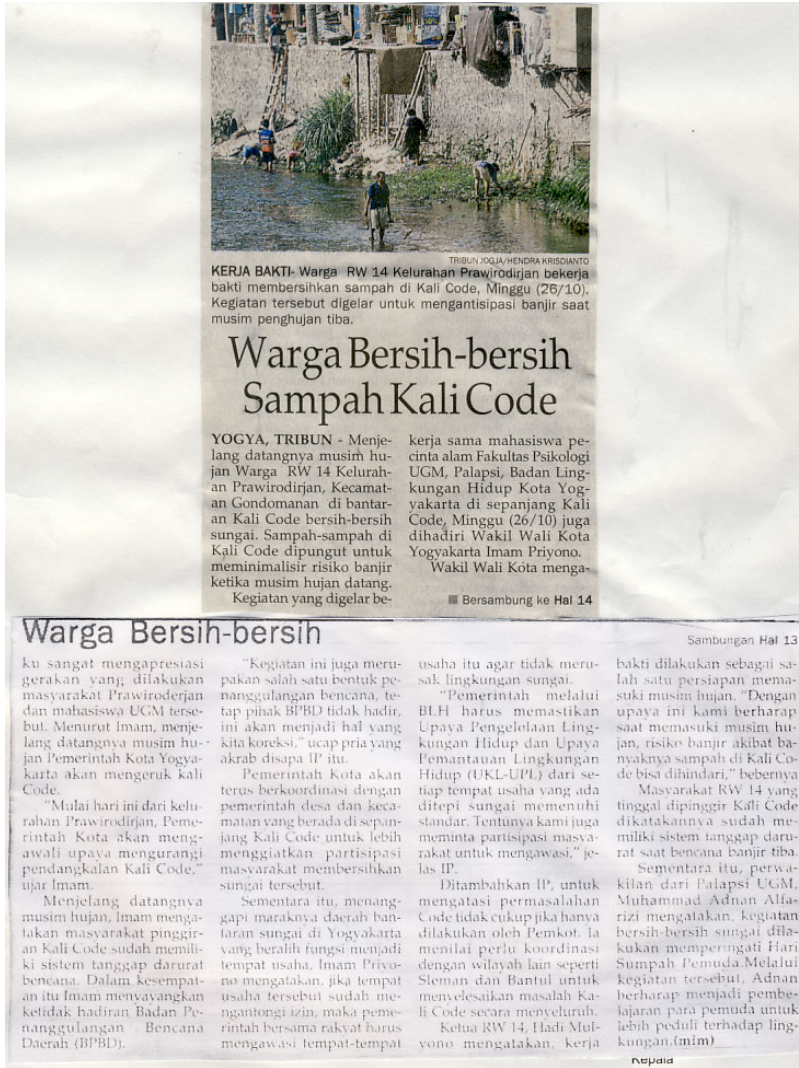 TRIBUN JOGJA/HENDRA KRISDIANTO
KERJA BAKTI- Warga RW 14 Kelurahan Prawirodirjan bekerja
bakti membersihkan sampah di Kali Code, Minggu (26/10).
Kegiatan tersebut digelar untuk mengantisipasi banjir saat
musim penghujan tiba.
Warga Bersih-bersih
Sampah Kali Code
YOGYA, TRIBUN - Menje-
lang datangnya musim hu-
jan Warga RW 14 Kelurah-
an Prawirodirjan, Kecamat-
an Gondomanan di bantar-
an Kali Code bersih-bersih
sungai. Sampah-sampah di
Kali Code dipungut untuk
meminimalisir risiko banjir
ketika musim hujan datang.
Kegiatan yang digelar be-
kerja sama mahasiswa pe-
cinta alam Fakultas Psikologi
UGM, Palapsi, Badan Ling-
kungan Hidup Kota Yog-
yakarta di sepanjang Kali
Code, Minggu (26/10) juga
dihadiri Wakil Wali Kota
Yogyakarta Imam Priyono.
Wakil Wali Kota menga-
■ Bersambung ke Hal 14
Warga Bersih-bersih
Sambungan Hal 13
ku sangat mengapresiasi
gerakan yang dilakukan
masyarakat Prawiroderjan
dan mahasiswa UGM terse-
but. Menurut Imam, menje-
lang datangnya musim hu-
jan Pemerintah Kota Yogya-
karta akan mengeruk kali
Code.
"Mulai hari ini dari kelu-
rahan Prawirodirjan, Peme-
rintah Kota akan meng-
awali upaya mengurangi
pendangkalan Kali Code,"
ujar Imam.
Menjelang datangnya
musim hujan, Imam menga-
takan masyarakat pinggir-
an Kali Code sudah memili-
ki sistem tanggap darurat
bencana. Dalam kesempat-
an itu Imam menyayangkan
ketidak hadiran Badan Pe-
nanggulangan Bencana
Daerah (BPBD).
"Kegiatan ini juga meru-
pakan salah satu bentuk pe-
nanggulangan bencana, te-
tap pihak BPBD tidak hadir,
ini akan menjadi hal yang
kita koreksi," ucap pria yang
akrab disapa IP itu.
Pemerintah Kota akan
terus berkoordinasi dengan
pemerintah desa dan keca-
matan yang berada di sepan-
jang Kali Code untuk lebih
menggiatkan partisipasi
masyarakat membersihkan
sungai tersebut.
Sementara itu, menang-
gapi maraknya daerah ban-
taran sungai di Yogyakarta
yang beralih fungsi menjadi
tempat usaha, Imam Priyo-
no mengatakan, jika tempat
usaha tersebut sudah me-
ngantongi izin, maka peme-
rintah bersama rakyat harus
mengawasi tempat-tempat
usaha itu agar tidak meru-
sak lingkungan sungai.
"Pemerintah melalui
BLH harus memastikan
Upaya Pengelolaan Ling-
kungan Hidup dan Upaya
Pemantauan Lingkungan
Hidup (UKL-UPL) dari se-
tiap tempat usaha yang ada
ditepi sungai memenuhi
standar. Tentunya kami juga
meminta partisipasi masya-
rakat untuk mengawasi," je-
las IP.
Ditambahkan IP, untuk
mengatasi permasalahan
Code tidak cukup jika hanya
dilakukan oleh Pemkot. Ia
menilai perlu koordinasi
dengan wilayah lain seperti
Sleman dan Bantul untuk
menyelesaikan masalah Ka-
li Code secara menyeluruh.
Ketua RW 14, Hadi Mul-
yono mengatakan, kerja
bakti dilakukan sebagai sa-
lah satu persiapan mema-
suki musim hujan. "Dengan
upaya ini kami berharap
saat memasuki musim hu-
jan, risiko banjir akibat ba-
nyaknya sampah di Kali Co-
de bisa dihindari," bebernya
Masyarakat RW 14 yang
tinggal dipinggir Kali Code
dikatakannya sudah me-
miliki sistem tanggap daru-
rat saat bencana banjir tiba.
Sementara itu, perwa-
kilan dari Palapsi UGM,
Muhammad Adnan Alfa-
rizi mengatakan, kegiatan
bersih-bersih sungai dila-
kukan memperingati Hari
Sumpah Pemuda.Melalui
kegiatan tersebut, Adnan
berharap menjadi pembe-
lajaran para pemuda untuk
lebih peduli terhadap ling-
kungan.(mim)
Kepala